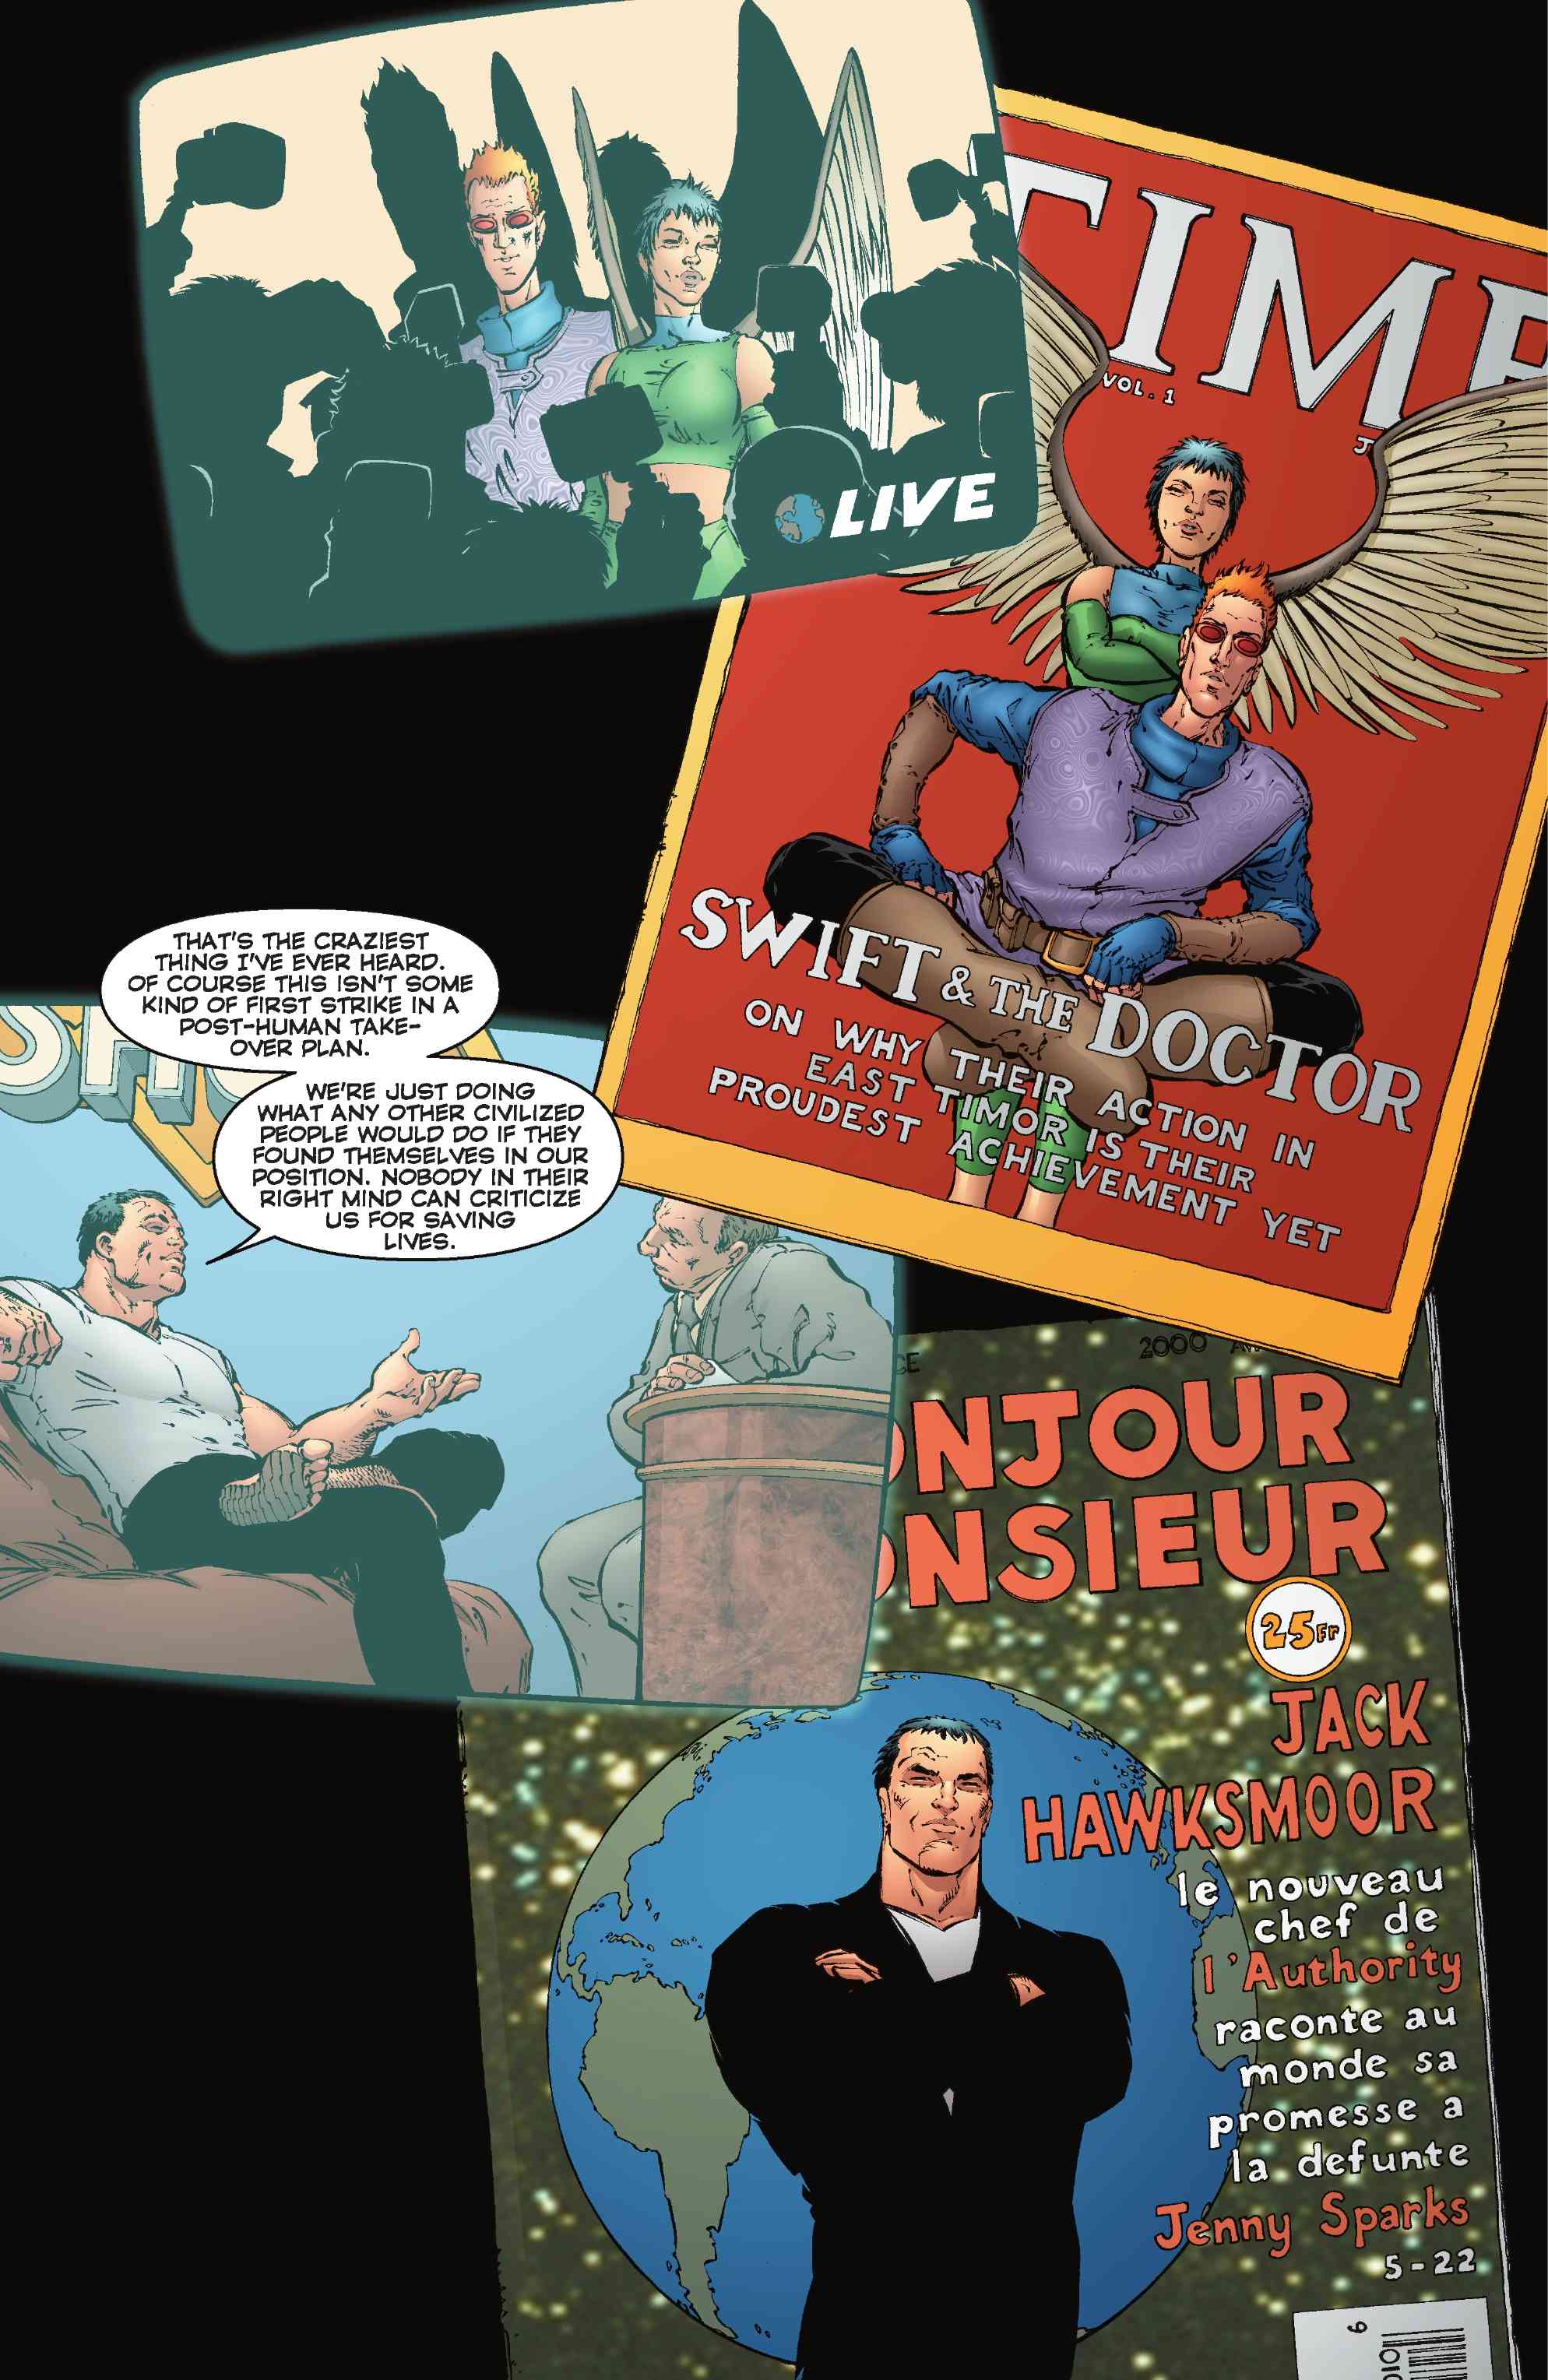 LIVE
TIME
VOL. 1
J
SWIFT & THE DOCTOR
ON WHY THEIR ACTION IN
EAST TIMOR IS THEIR
PROUDEST ACHIEVEMENT YET
THAT'S THE CRAZIEST
THING I'VE EVER HEARD.
OF COURSE THIS ISN'T SOME
KIND OF FIRST STRIKE IN A
POST-HUMAN TAKE-
OVER PLAN.
WE'RE JUST DOING
WHAT ANY OTHER CIVILIZED
PEOPLE WOULD DO IF THEY
FOUND THEMSELVES IN OUR
POSITION. NOBODY IN THEIR
RIGHT MIND CAN CRITICIZE
US FOR SAVING
LIVES.
CE 2000
ONJOUR
ONSIEUR
25Fr
JACK
HAWKSMOOR
le nouveau
chef de
l'Authority
raconte au
monde sa
promesse a
la defunte
Jenny Sparks
5-22
6